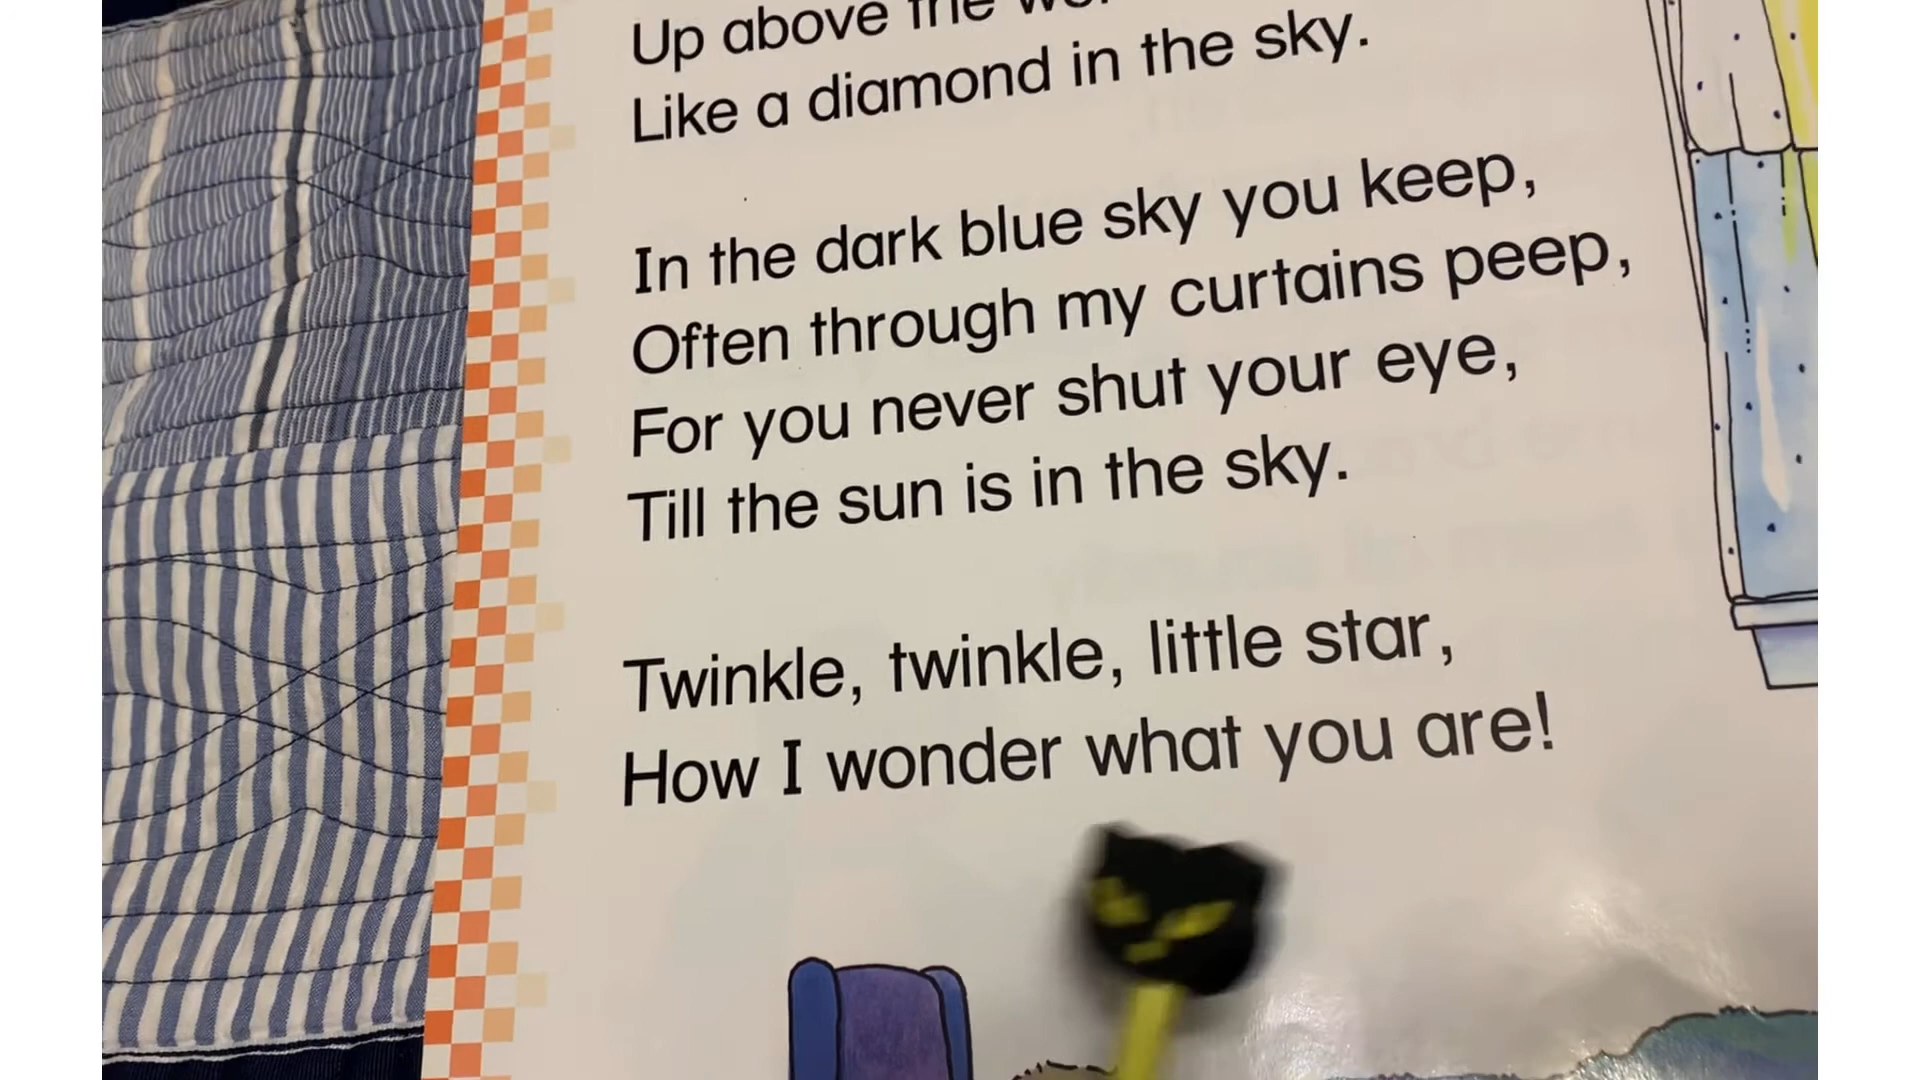 Up above the
Like a diamond in the sky.
In the dark blue sky you keep,
Often through my curtains peep,
For you never shut your eye,
Till the sun is in the sky.
Twinkle, twinkle, little star,
How I wonder what you are!